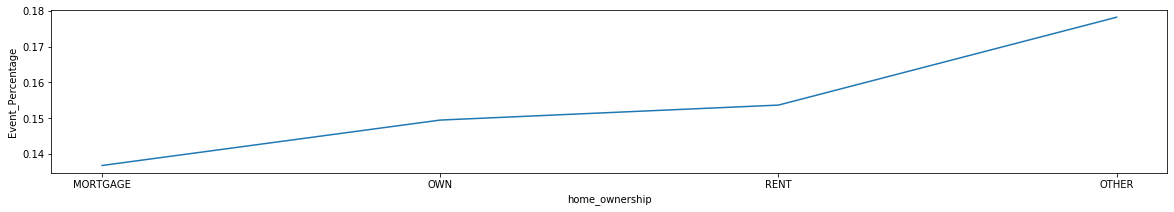 0.18
0.17
0.16
0.15
0.14
Event_Percentage
MORTGAGE OWN RENT OTHER
home_ownership